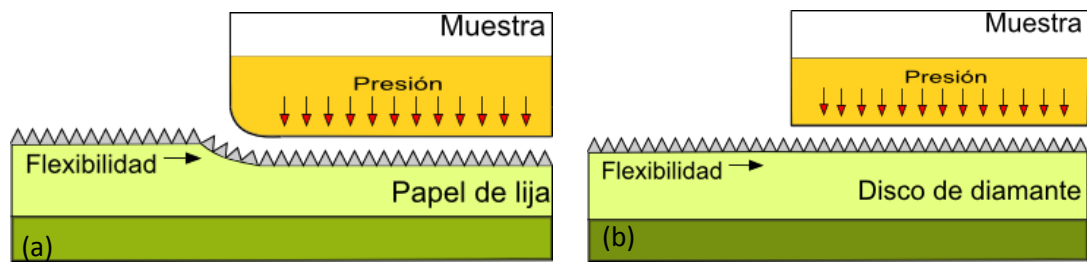 Muestra
Presión
Flexibilidad
Papel de lija
(a)
Muestra
Presión
Flexibilidad
Disco de diamante
(b)